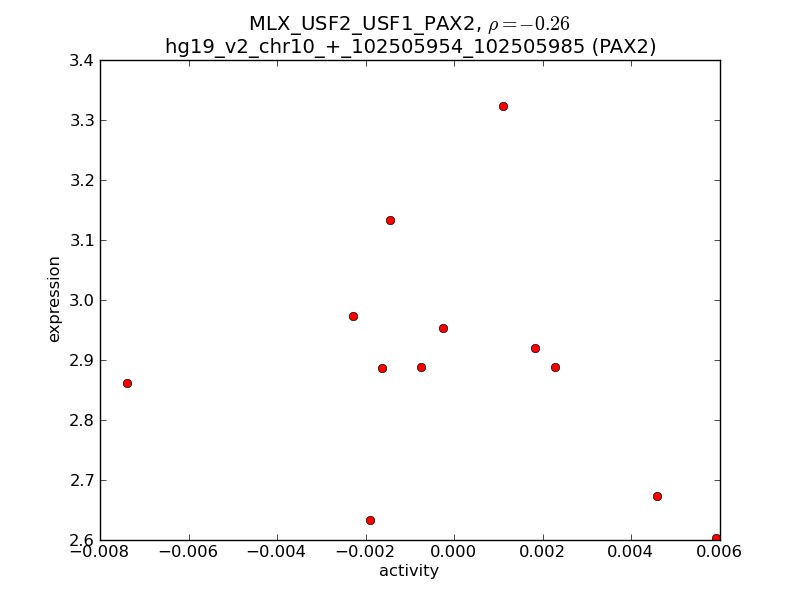 MLX_USF2_USF1_PAX2, ρ = −0.26
hg19_v2_chr10_+_102505954_102505985 (PAX2)
3.4
3.3
3.2
3.1
3.0
2.9
2.8
2.7
2.6
expression
−0.008 −0.006 −0.004 −0.002 0.000 0.002 0.004 0.006
activity